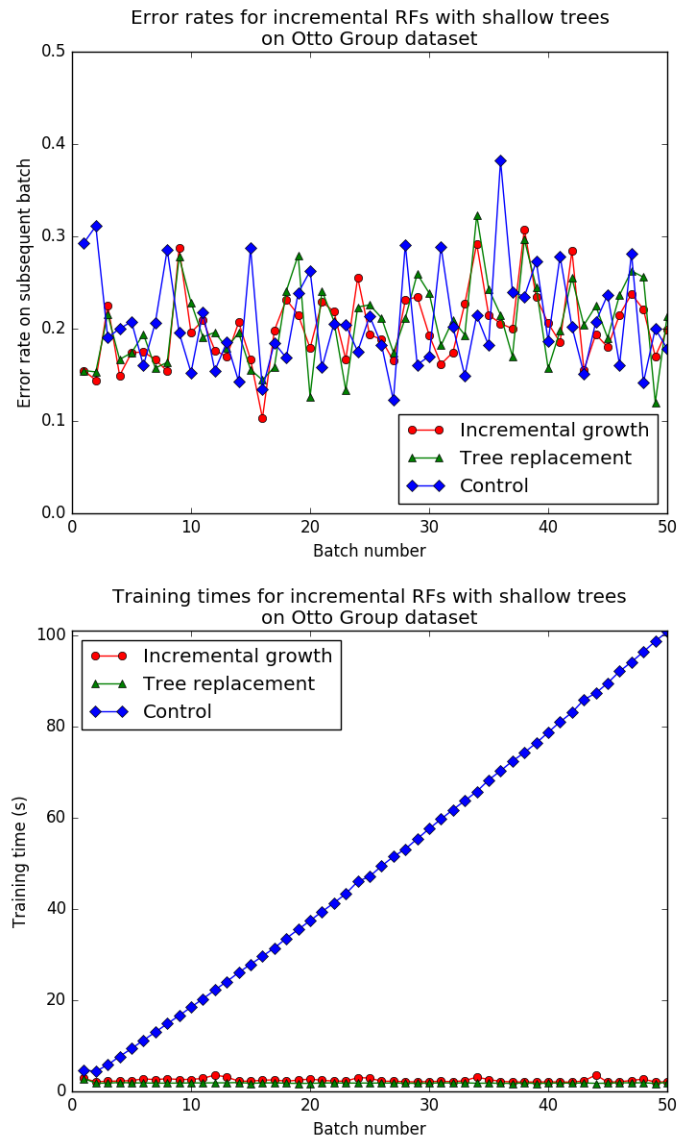 Error rates for incremental RFs with shallow trees
on Otto Group dataset
0.5
0.4
0.3
0.2
0.1
0.0
Error rate on subsequent batch
Incremental growth
Tree replacement
Control
0 10 20 30 40 50
Batch number
Training times for incremental RFs with shallow trees
on Otto Group dataset
100
80
60
40
20
0
Training time (s)
Incremental growth
Tree replacement
Control
0 10 20 30 40 50
Batch number